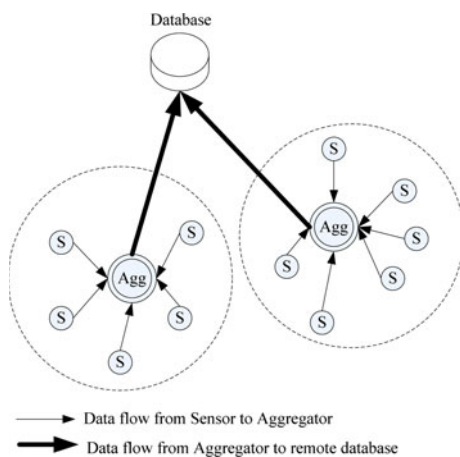 Database
S
S
S
Agg
S
S
Agg
S
S
S
S
S
S
S
Data flow from Sensor to Aggregator
Data flow from Aggregator to remote database